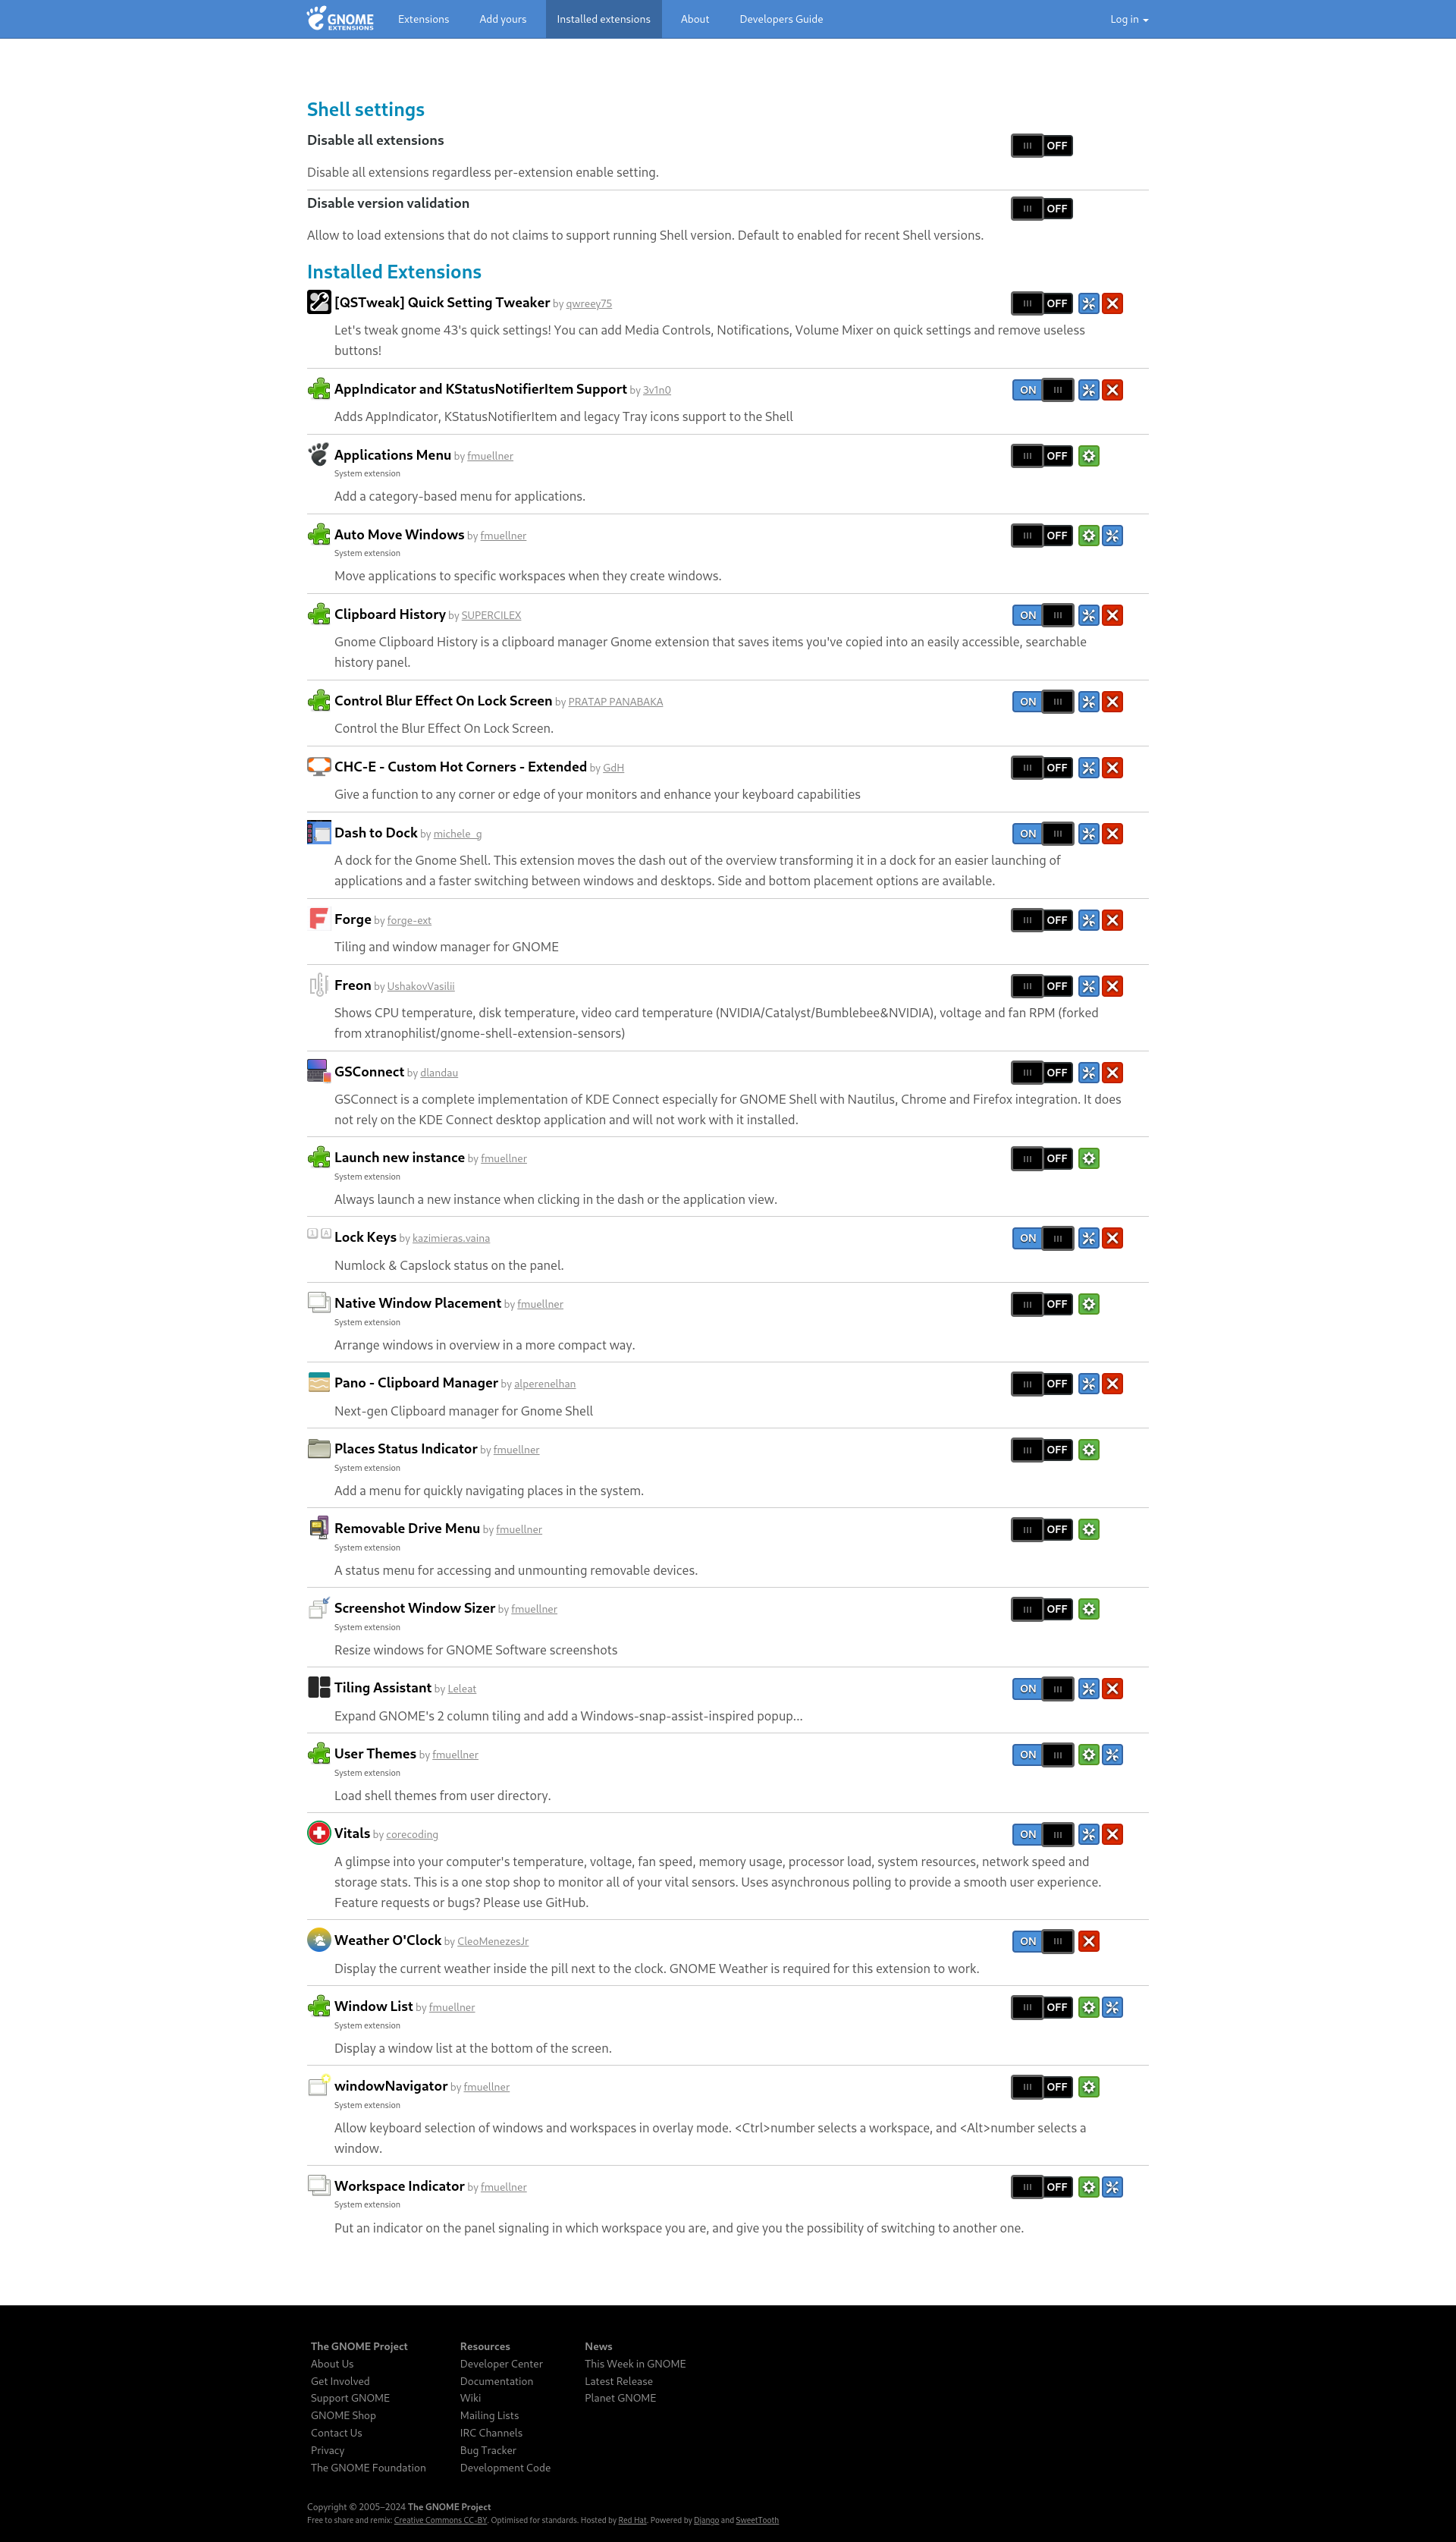 GNOME EXTENSIONS Extensions Add yours Installed extensions About Developers Guide Log in
Shell settings
Disable all extensions OFF
Disable all extensions regardless per-extension enable setting.
Disable version validation OFF
Allow to load extensions that do not claims to support running Shell version. Default to enabled for recent Shell versions.
Installed Extensions
[QSTweak] Quick Setting Tweaker by qwreey75 OFF
Let's tweak gnome 43's quick settings! You can add Media Controls, Notifications, Volume Mixer on quick settings and remove useless
buttons!
AppIndicator and KStatusNotifierItem Support by 3v1n0 ON
Adds AppIndicator, KStatusNotifierItem and legacy Tray icons support to the Shell
Applications Menu by fmuellner OFF
System extension
Add a category-based menu for applications.
Auto Move Windows by fmuellner OFF
System extension
Move applications to specific workspaces when they create windows.
Clipboard History by SUPERCILEX ON
Gnome Clipboard History is a clipboard manager Gnome extension that saves items you've copied into an easily accessible, searchable
history panel.
Control Blur Effect On Lock Screen by PRATAP PANABAKA ON
Control the Blur Effect On Lock Screen.
CHC-E - Custom Hot Corners - Extended by GdH OFF
Give a function to any corner or edge of your monitors and enhance your keyboard capabilities
Dash to Dock by michele_g ON
A dock for the Gnome Shell. This extension moves the dash out of the overview transforming it in a dock for an easier launching of
applications and a faster switching between windows and desktops. Side and bottom placement options are available.
Forge by forge-ext OFF
Tiling and window manager for GNOME
Freon by UshakovVasilii OFF
Shows CPU temperature, disk temperature, video card temperature (NVIDIA/Catalyst/Bumblebee&NVIDIA), voltage and fan RPM (forked
from xtranophilist/gnome-shell-extension-sensors)
GSConnect by dlandau OFF
GSConnect is a complete implementation of KDE Connect especially for GNOME Shell with Nautilus, Chrome and Firefox integration. It does
not rely on the KDE Connect desktop application and will not work with it installed.
Launch new instance by fmuellner OFF
System extension
Always launch a new instance when clicking in the dash or the application view.
Lock Keys by kazimieras.vaina ON
Numlock & Capslock status on the panel.
Native Window Placement by fmuellner OFF
System extension
Arrange windows in overview in a more compact way.
Pano - Clipboard Manager by alperenelhan OFF
Next-gen Clipboard manager for Gnome Shell
Places Status Indicator by fmuellner OFF
System extension
Add a menu for quickly navigating places in the system.
Removable Drive Menu by fmuellner OFF
System extension
A status menu for accessing and unmounting removable devices.
Screenshot Window Sizer by fmuellner OFF
System extension
Resize windows for GNOME Software screenshots
Tiling Assistant by Leleat ON
Expand GNOME's 2 column tiling and add a Windows-snap-assist-inspired popup...
User Themes by fmuellner ON
System extension
Load shell themes from user directory.
Vitals by corecoding ON
A glimpse into your computer's temperature, voltage, fan speed, memory usage, processor load, system resources, network speed and
storage stats. This is a one stop shop to monitor all of your vital sensors. Uses asynchronous polling to provide a smooth user experience.
Feature requests or bugs? Please use GitHub.
Weather O'Clock by CleoMenezesJr ON
Display the current weather inside the pill next to the clock. GNOME Weather is required for this extension to work.
Window List by fmuellner OFF
System extension
Display a window list at the bottom of the screen.
windowNavigator by fmuellner OFF
System extension
Allow keyboard selection of windows and workspaces in overlay mode. <Ctrl>number selects a workspace, and <Alt>number selects a
window.
Workspace Indicator by fmuellner OFF
System extension
Put an indicator on the panel signaling in which workspace you are, and give you the possibility of switching to another one.
The GNOME Project
About Us
Get Involved
Support GNOME
GNOME Shop
Contact Us
Privacy
The GNOME Foundation
Resources
Developer Center
Documentation
Wiki
Mailing Lists
IRC Channels
Bug Tracker
Development Code
News
This Week in GNOME
Latest Release
Planet GNOME
Copyright © 2005–2024 The GNOME Project
Free to share and remix: Creative Commons CC-BY. Optimised for standards. Hosted by Red Hat. Powered by Django and SweetTooth